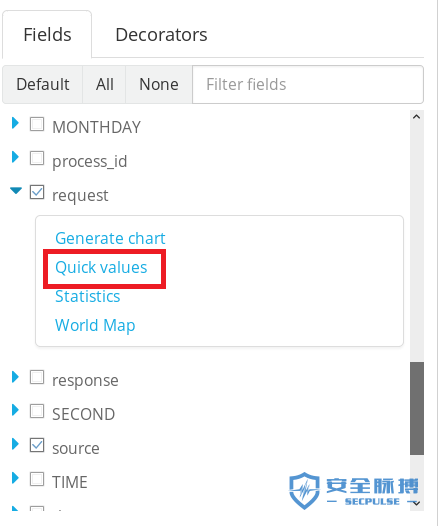 Fields Decorators
Default All None Filter fields
MONTHDAY
process_id
request
Generate chart
Quick values
Statistics
World Map
response
SECOND
source
TIME
安全脉搏
SECPULSE